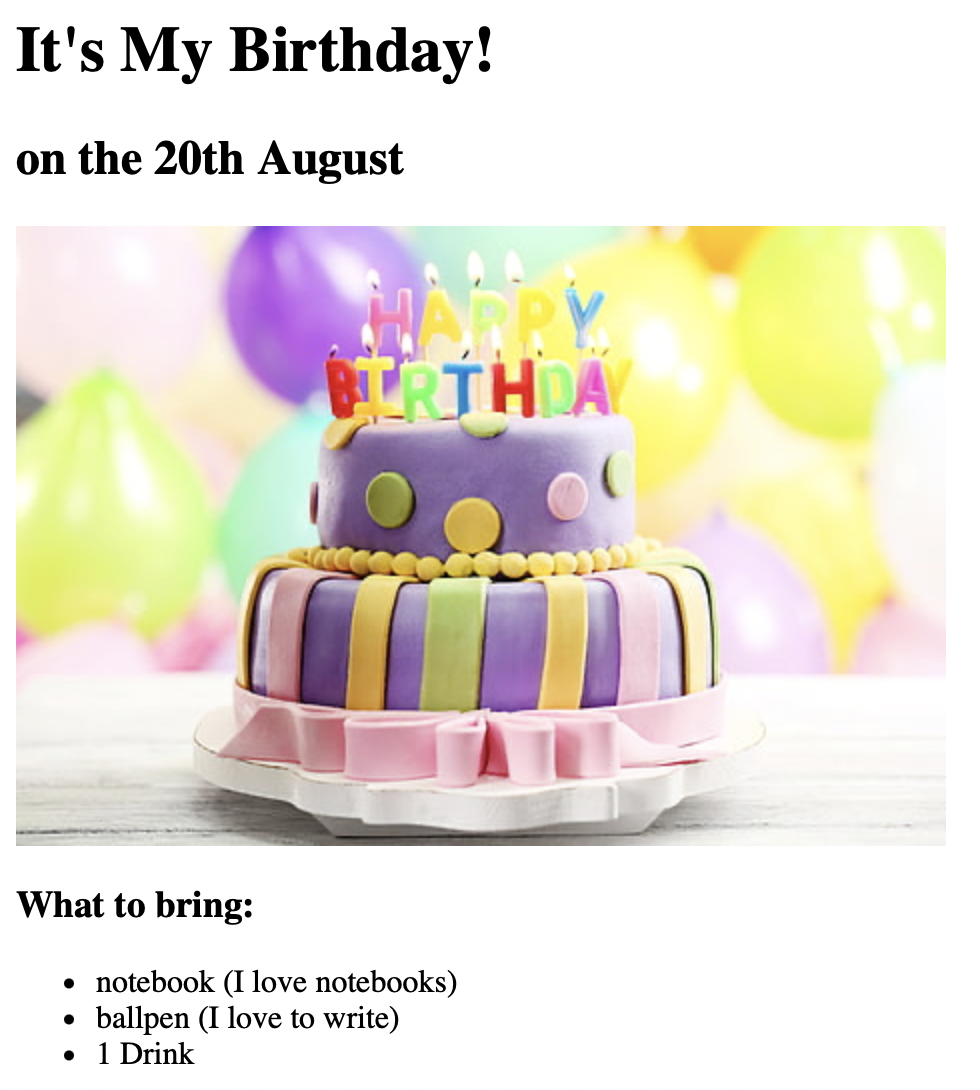 It's My Birthday!
on the 20th August
HAPPY
BIRTHDAY
What to bring:
notebook (I love notebooks)
ballpen (I love to write)
1 Drink